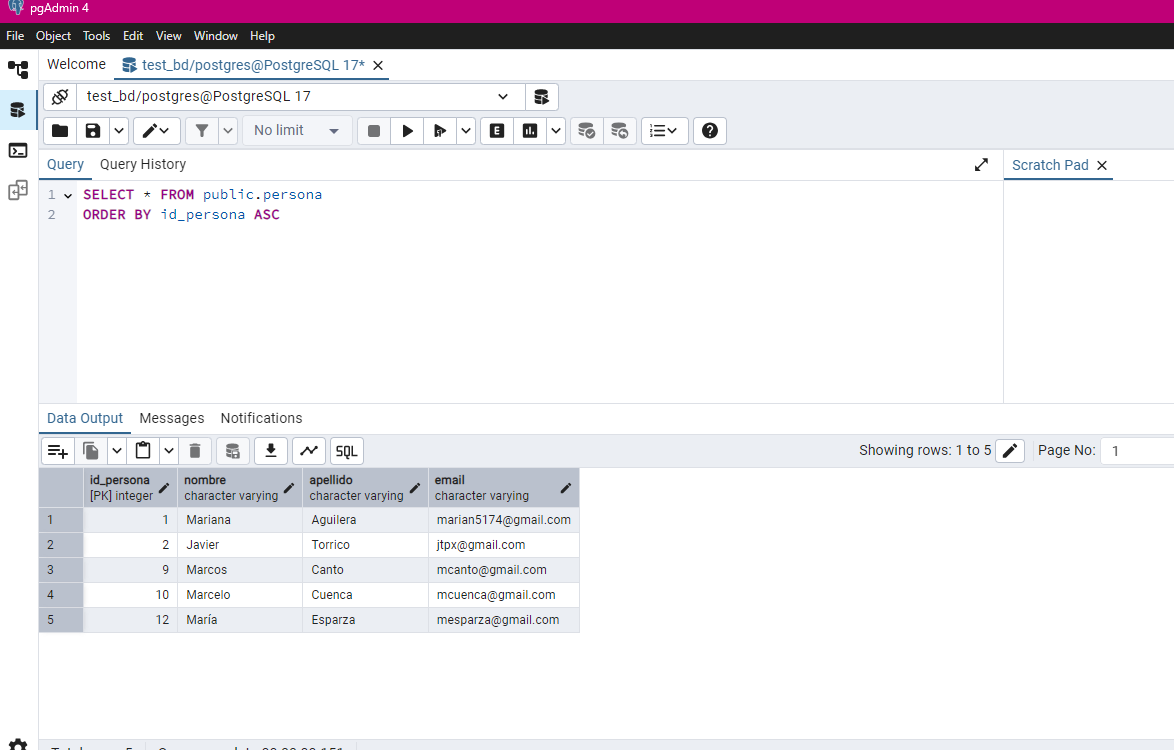 pgAdmin 4
File Object Tools Edit View Window Help
Welcome test_bd/postgres@PostgreSQL 17*
test_bd/postgres@PostgreSQL 17
No limit E
Query Query History Scratch Pad
1 SELECT * FROM public.persona
2 ORDER BY id_persona ASC
Data Output Messages Notifications
SQL Showing rows: 1 to 5 Page No: 1
id_persona nombre apellido email
[PK] integer character varying character varying character varying
1 1 Mariana Aguilera marian5174@gmail.com
2 2 Javier Torrico jtpx@gmail.com
3 9 Marcos Canto mcanto@gmail.com
4 10 Marcelo Cuenca mcuenca@gmail.com
5 12 María Esparza mesparza@gmail.com